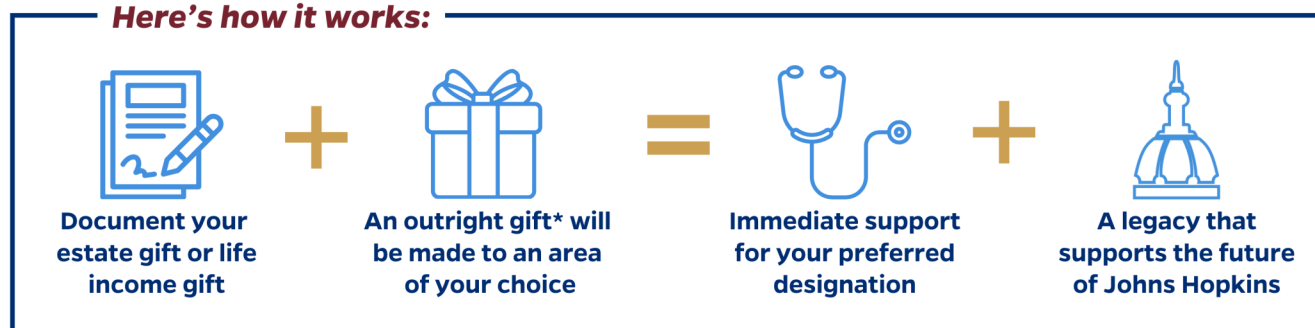 Here's how it works:
Document your
estate gift or life
income gift
An outright gift* will
be made to an area
of your choice
Immediate support
for your preferred
designation
A legacy that
supports the future
of Johns Hopkins